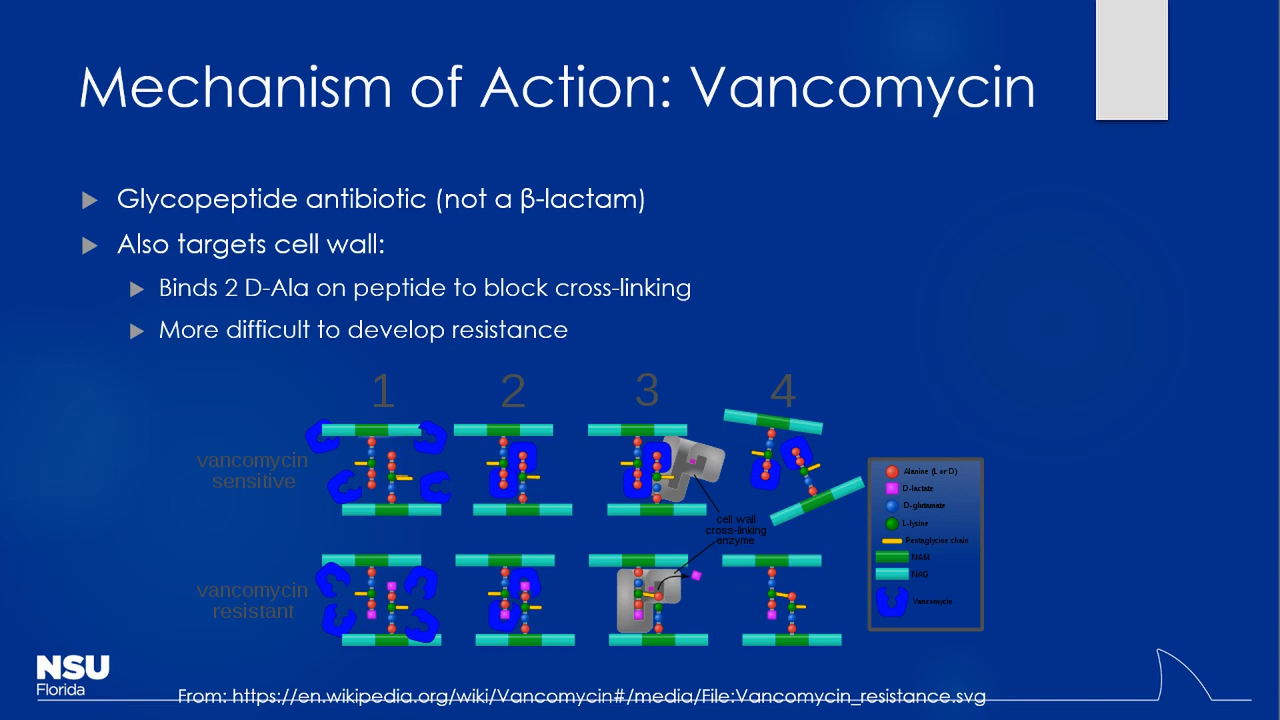 Mechanism of Action: Vancomycin
Glycopeptide antibiotic (not a β-lactam)
Also targets cell wall:
Binds 2 D-Ala on peptide to block cross-linking
More difficult to develop resistance
1 2 3 4
vancomycin
sensitive
cell wall
cross-linking
enzyme
vancomycin
resistant
Alanine (L or D)
D-lactate
D-glutamate
L-lysine
Pentaglycine chain
NAM
NAG
Vancomycin
NSU
Florida
From: https://en.wikipedia.org/wiki/Vancomycin#/media/File:Vancomycin_resistance.svg